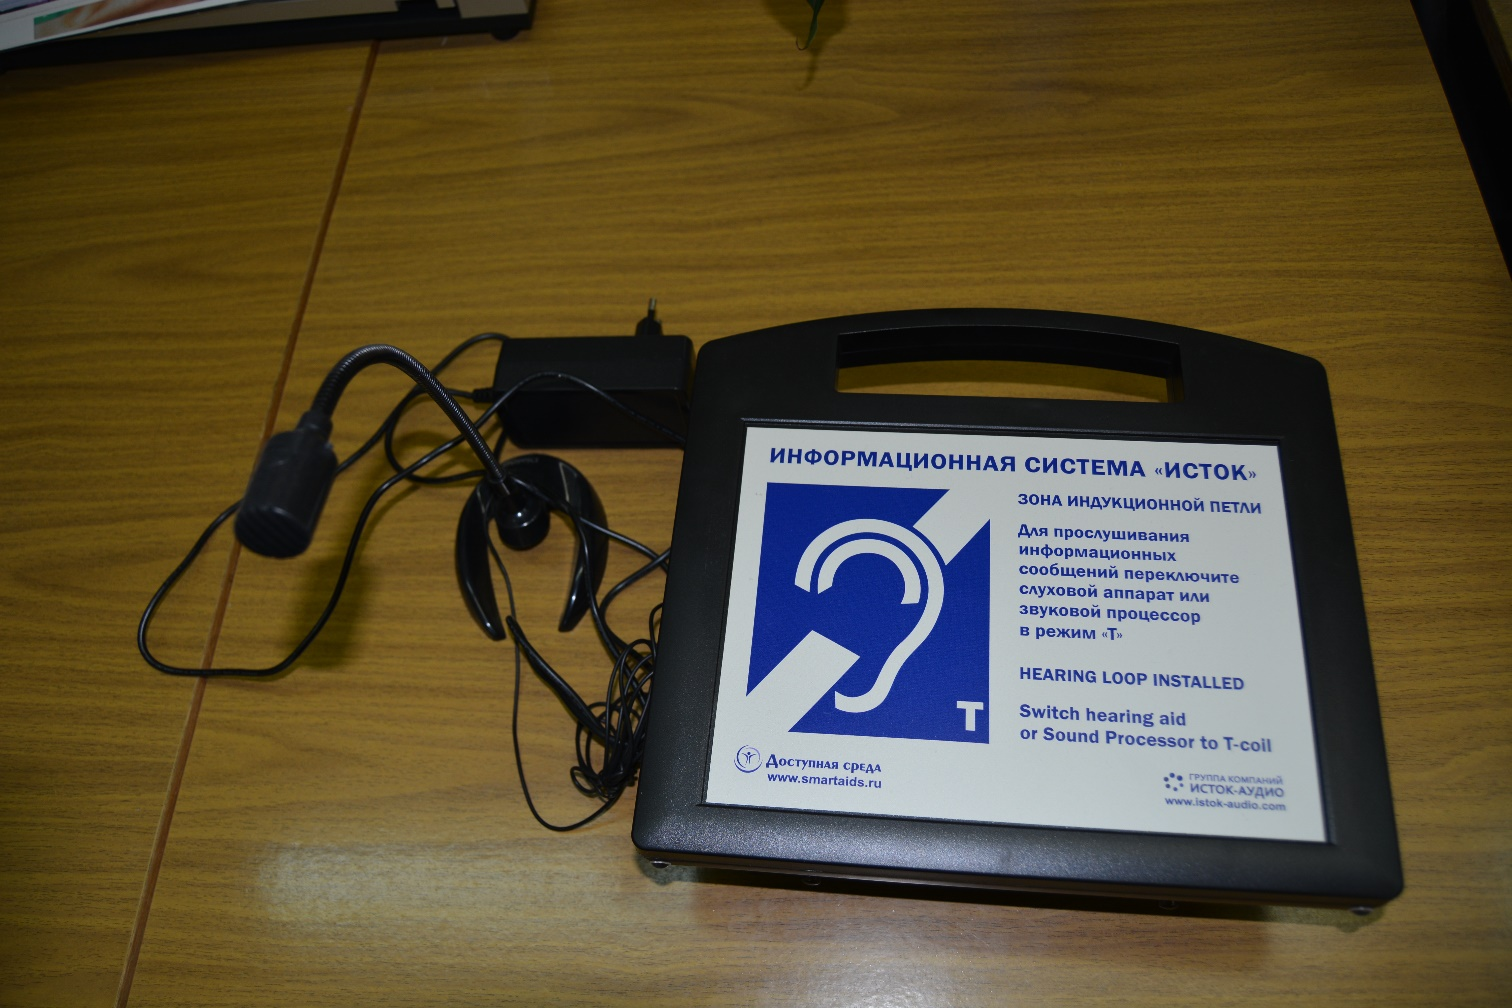 ИНФОРМАЦИОННАЯ СИСТЕМА «ИСТОК»
ЗОНА ИНДУКЦИОННОЙ ПЕТЛИ
Для прослушивания
информационных
сообщений переключите
слуховой аппарат или
звуковой процессор
в режим «Т»
HEARING LOOP INSTALLED
Switch hearing aid
or Sound Processor to T-coil
T
Доступная среда
www.smartaids.ru
ГРУППА КОМПАНИЙ
ИСТОК-АУДИО
www.istok-audio.com